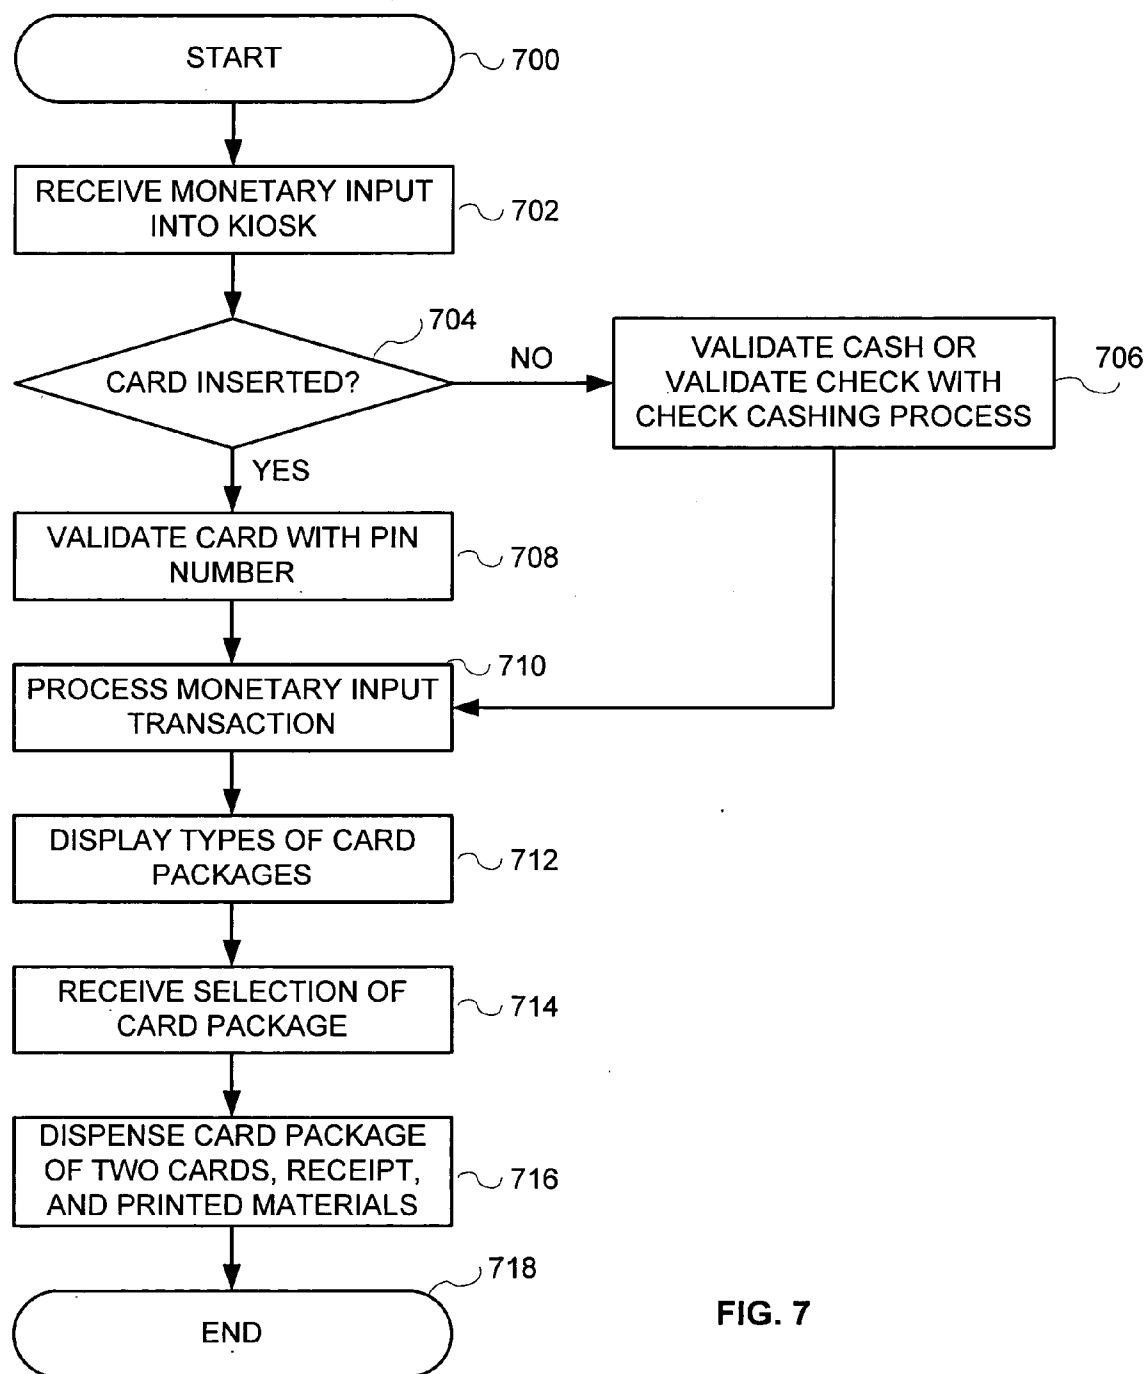 START
700
RECEIVE MONETARY INPUT
INTO KIOSK
702
704
CARD INSERTED?
NO
VALIDATE CASH OR
VALIDATE CHECK WITH
CHECK CASHING PROCESS
706
YES
VALIDATE CARD WITH PIN
NUMBER
708
710
PROCESS MONETARY INPUT
TRANSACTION
DISPLAY TYPES OF CARD
PACKAGES
712
RECEIVE SELECTION OF
CARD PACKAGE
714
DISPENSE CARD PACKAGE
OF TWO CARDS, RECEIPT,
AND PRINTED MATERIALS
716
718
END
FIG. 7